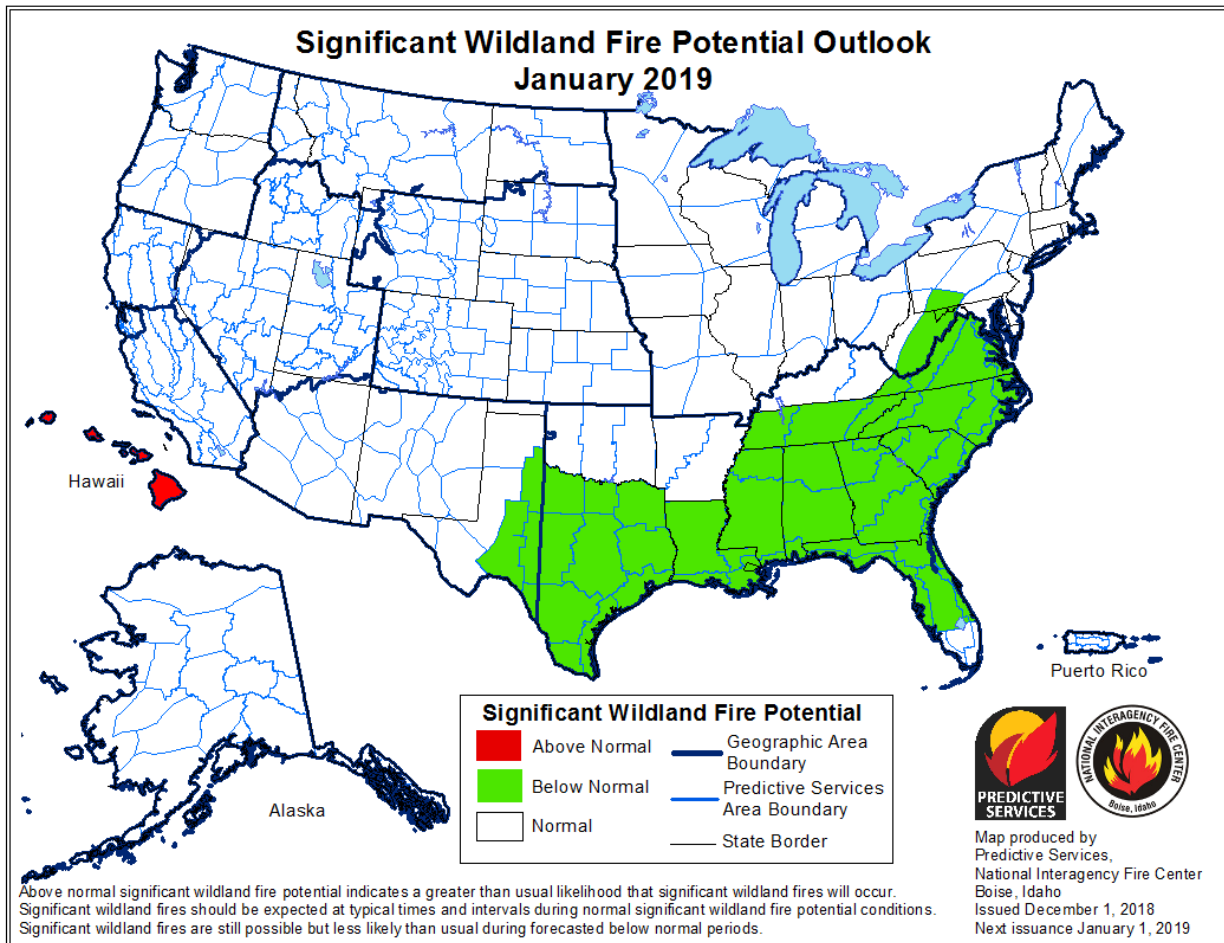 Significant Wildland Fire Potential Outlook
January 2019
Hawaii
Alaska
Puerto Rico
Significant Wildland Fire Potential
Above Normal
Below Normal
Normal
Geographic Area
Boundary
Predictive Services
Area Boundary
State Border
PREDICTIVE
SERVICES
NATIONAL INTERAGENCY FIRE CENTER
Boise, Idaho
Map produced by
Predictive Services,
National Interagency Fire Center
Boise, Idaho
Issued December 1, 2018
Next issuance January 1, 2019
Above normal significant wildland fire potential indicates a greater than usual likelihood that significant wildland fires will occur.
Significant wildland fires should be expected at typical times and intervals during normal significant wildland fire potential conditions.
Significant wildland fires are still possible but less likely than usual during forecasted below normal periods.